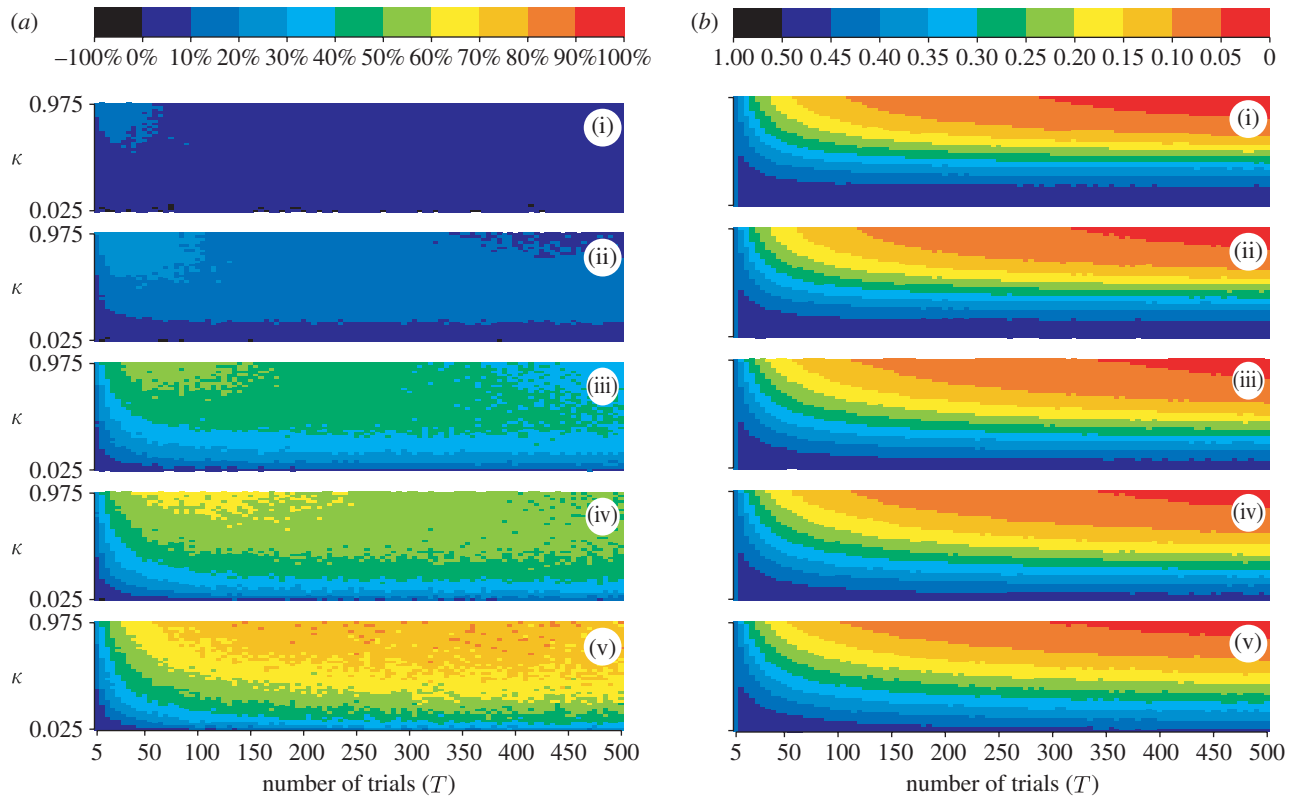 (a)
−100% 0% 10% 20% 30% 40% 50% 60% 70% 80% 90% 100%
0.975
κ
0.025
(i)
0.975
κ
0.025
(ii)
0.975
κ
0.025
(iii)
0.975
κ
0.025
(iv)
0.975
κ
0.025
(v)
5 50 100 150 200 250 300 350 400 450 500
number of trials (T)
(b)
1.00 0.50 0.45 0.40 0.35 0.30 0.25 0.20 0.15 0.10 0.05 0
(i)
(ii)
(iii)
(iv)
(v)
5 50 100 150 200 250 300 350 400 450 500
number of trials (T)